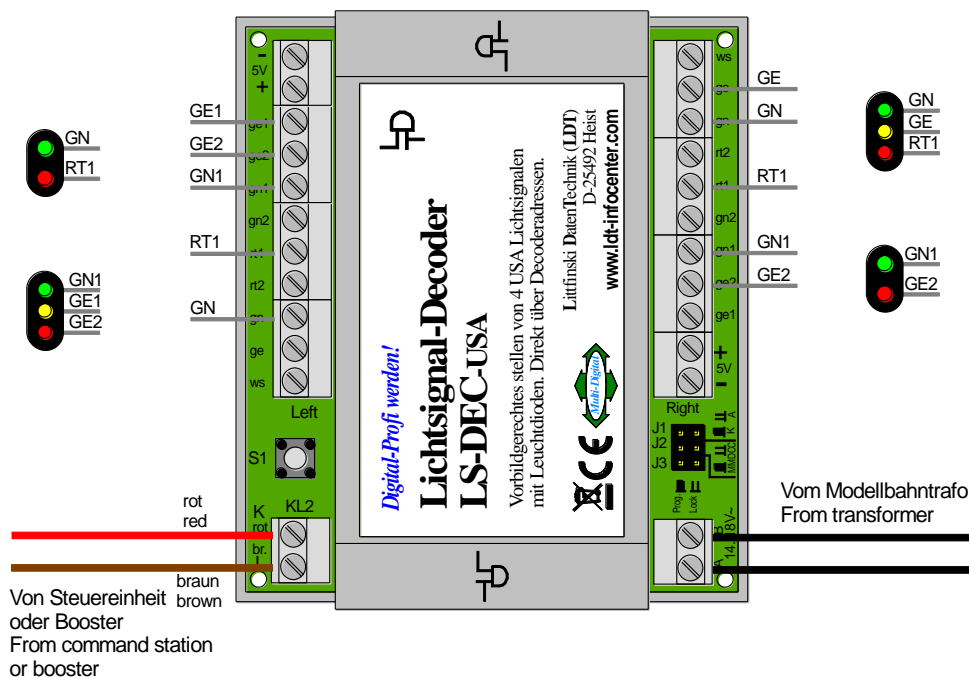 GN
RT1
GN1
GE1
GE2
GE1
GE2
GN1
RT1
GN
-
5V
+
ge1
ge2
gn1
gn2
rt1
rt2
gn
ge
ws
Left
S1
K
KL2
rot
br.
L
rot
red
braun
brown
Von Steuereinheit
oder Booster
From command station
or booster
Digital-Profi werden!
Lichtsignal-Decoder
LS-DEC-USA
Vorbildgerechtes stellen von 4 USA Lichtsignalen
mit Leuchtdioden. Direkt über Decoderadressen.
Littfinski DatenTechnik (LDT)
D-25492 Heist
www.ldt-infocenter.com
Multi-Digital
CE
ws
ge
gn
rt2
rt1
gn2
gn1
ge2
ge1
+
5V
-
Right
J1
J2
J3
A
K
MM
DCC
Prog.
Lock
B
14..18V~
A
GE
GN
RT1
GN1
GE2
GN
GE
RT1
GN1
GE2
Vom Modellbahntrafo
From transformer